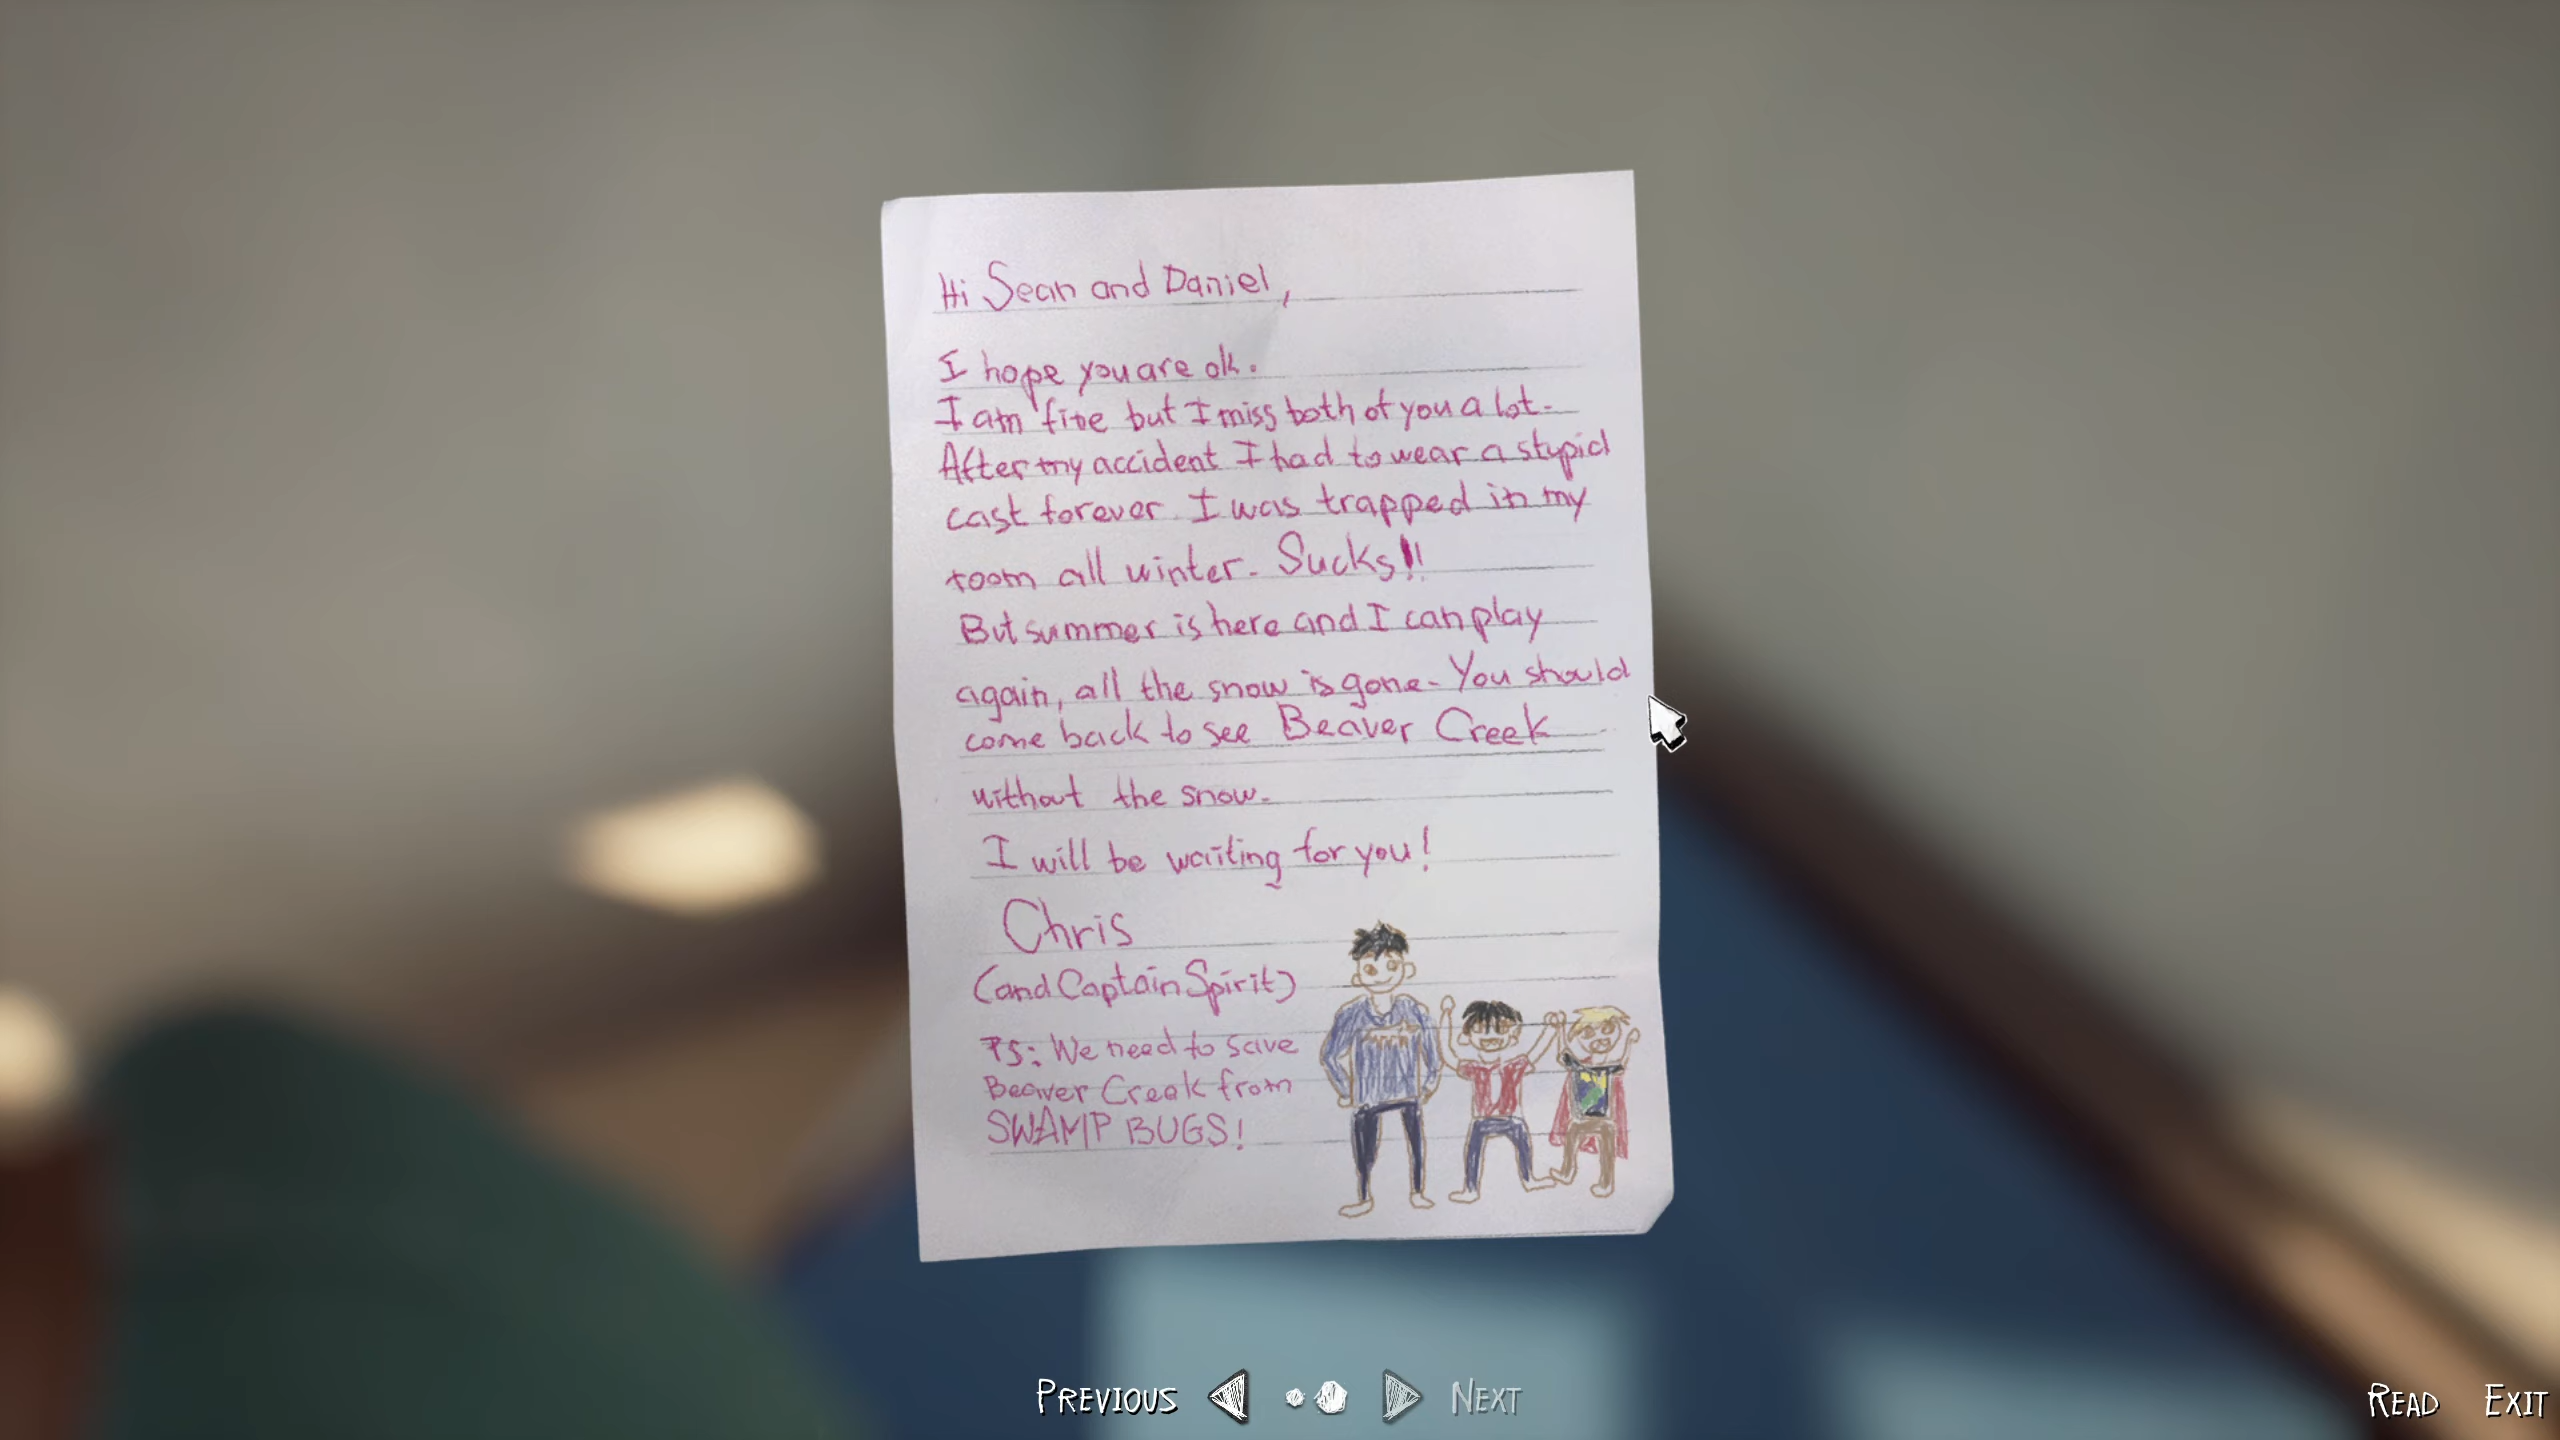 Hi Sean and Daniel,
I hope you are ok.
I am fine but I miss both of you a lot.
After my accident I had to wear a stupid
cast forever. I was trapped in my
room all winter. Sucks!!!
But summer is here and I can play
again, all the snow is gone. You should
come back to see Beaver Creek
without the snow.
I will be waiting for you!
Chris
(and Captain Spirit)
PS: We need to save
Beaver Creek from
SWAMP BUGS!
PREVIOUS
NEXT
READ
EXIT